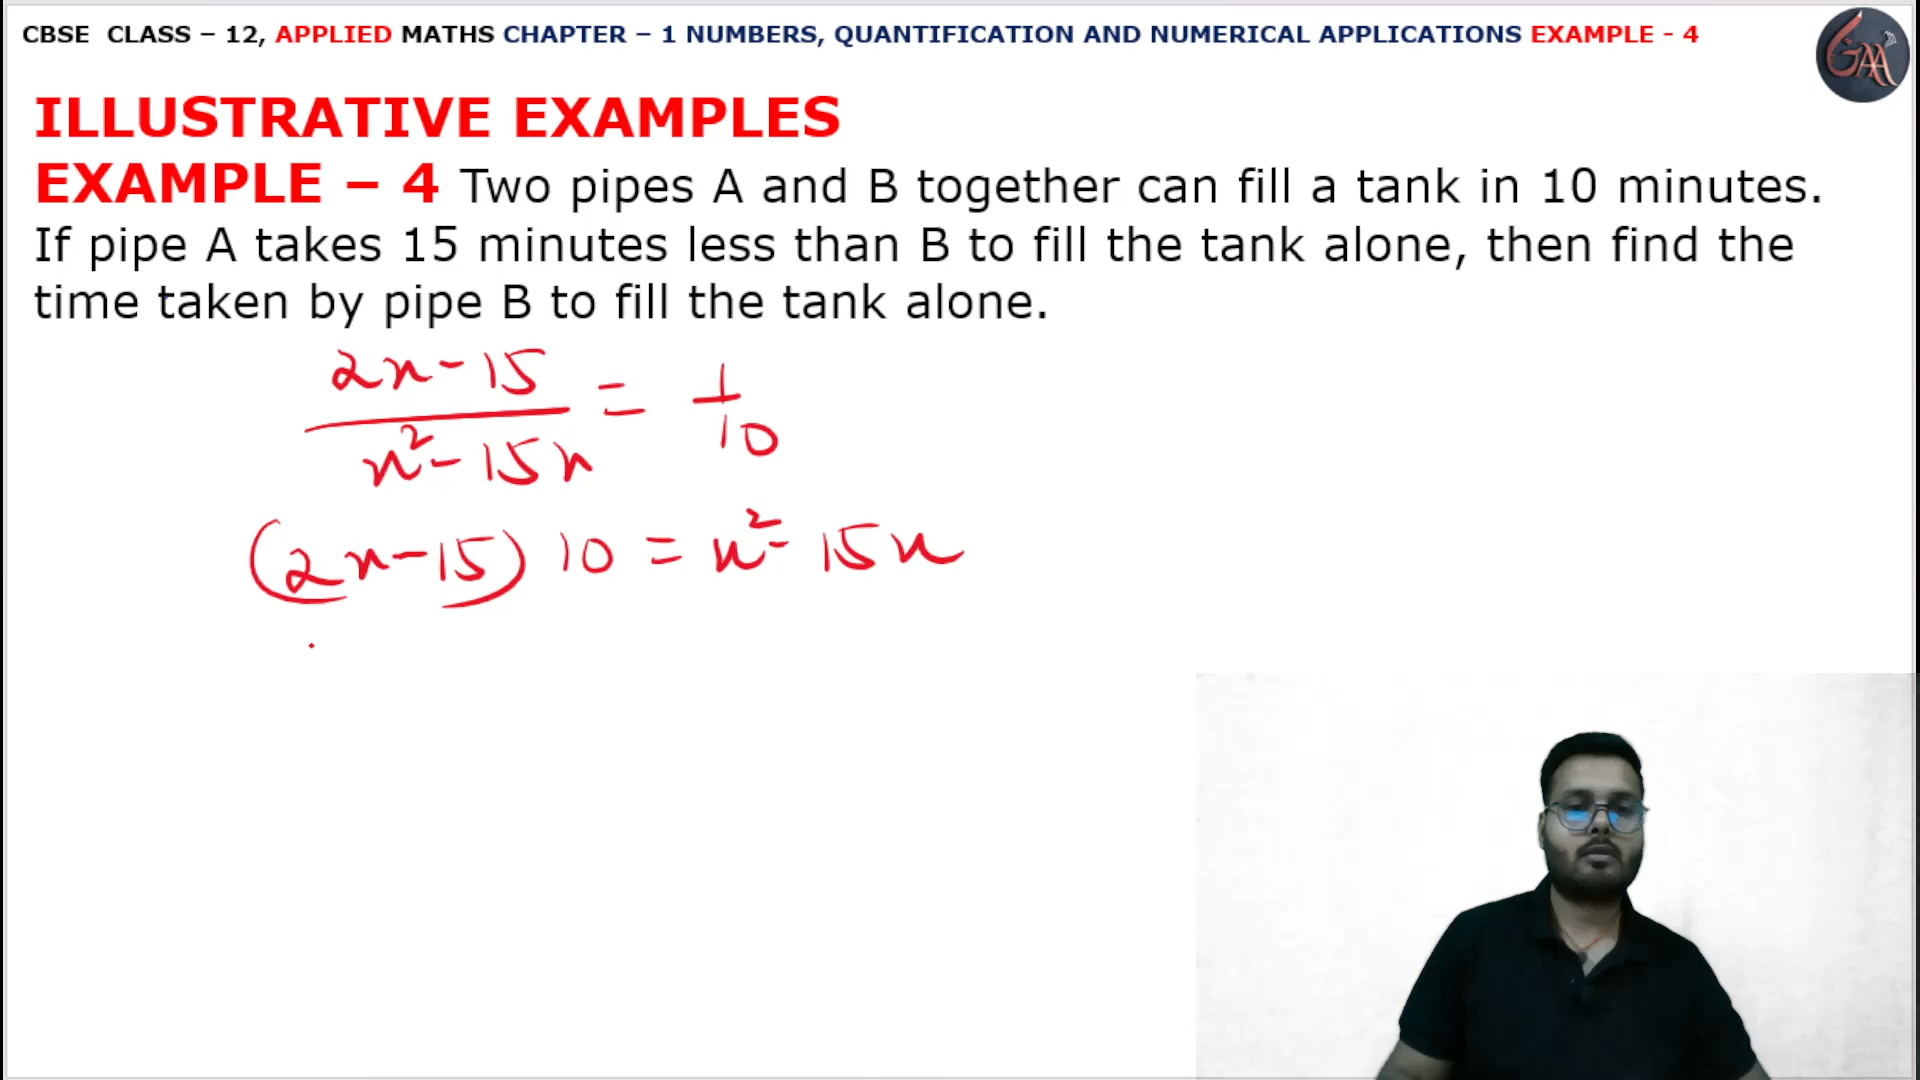 CBSE CLASS – 12, APPLIED MATHS CHAPTER – 1 NUMBERS, QUANTIFICATION AND NUMERICAL APPLICATIONS EXAMPLE - 4
ILLUSTRATIVE EXAMPLES
EXAMPLE – 4 Two pipes A and B together can fill a tank in 10 minutes.
If pipe A takes 15 minutes less than B to fill the tank alone, then find the
time taken by pipe B to fill the tank alone.
2x - 15 / x² - 15x = 1/10
(2x - 15) 10 = x² - 15x